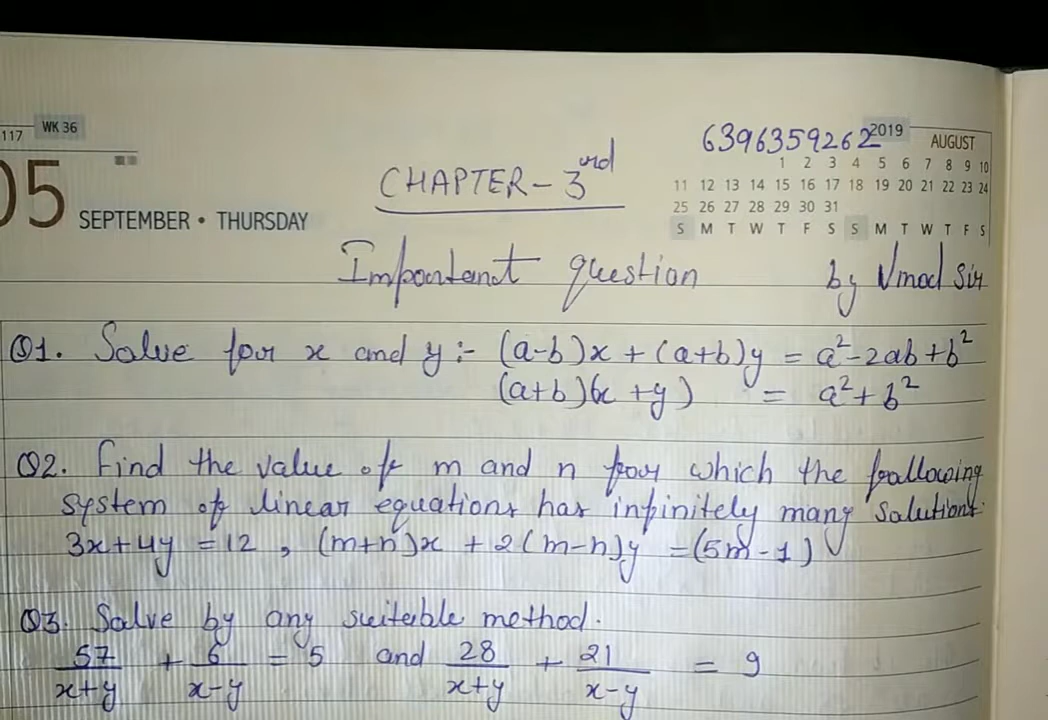 117 WK 36
6396359262 2019 AUGUST
1 2 3 4 5 6 7 8 9 10
11 12 13 14 15 16 17 18 19 20 21 22 23 24
25 26 27 28 29 30 31
S M T W T F S S M T W T F S
05 SEPTEMBER • THURSDAY
CHAPTER - 3rd
Importanat question by Vinod Sir
Q1. Solve for x and y :- (a-b)x + (a+b)y = a²-2ab+b²
(a+b)(x+y) = a²+b²
Q2. Find the value of m and n for which the following
system of linear equations has infinitely many solutions.
3x+4y = 12 , (m+n)x + 2(m-n)y = (5m-1)
Q3. Solve by any suiteble method.
57/x+y + 6/x-y = 5 and 28/x+y + 21/x-y = 9